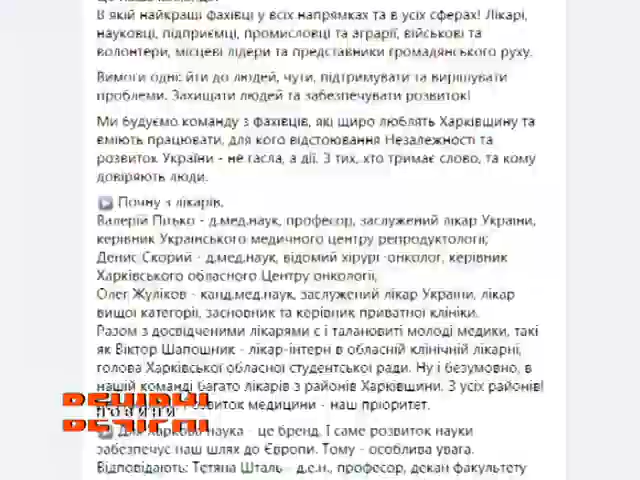 В якій найкращі фахівці у всіх напрямках та в усіх сферах! Лікарі,
науковці, підприємці, промисловці та аграрії, військові та
волонтери, місцеві лідери та представники громадянського руху.
Вимоги одні: йти до людей, чути, підтримувати та вирішувати
проблеми. Захищати людей та забезпечувати розвиток!
Ми будуємо команду з фахівців, які щиро люблять Харківщину та
вміють працювати, для кого відстоювання Незалежності та
розвиток України - не гасла, а дії. З тих, хто тримає слово, та кому
довіряють люди.
Почну з лікарів.
Валерій Пітько - д.мед.наук, професор, заслужений лікар України,
керівник Українського медичного центру репродуктології;
Денис Скорий - д.мед.наук, відомий хірург-онколог, керівник
Харківського обласного Центру онкології,
Олег Жуліков - канд.мед.наук, заслужений лікар України, лікар
вищої категорії, засновник та керівник приватної клініки.
Разом з досвідченими лікарями є і талановиті молоді медики, такі
як Віктор Шапошник - лікар-інтерн в обласній клінічній лікарні,
голова Харківської обласної студентської ради. Ну і безумовно, в
нашій команді багато лікарів з районів Харківщини. З усіх районів!
розвиток медицини - наш пріоритет.
ВЕЧІРНІ
НОВИНИ
Для Харкова наука - це бренд. І саме розвиток науки
забезпечує наш шлях до Європи. Тому - особлива увага.
Відповідають: Тетяна Шталь - д.е.н., професор, декан факультету